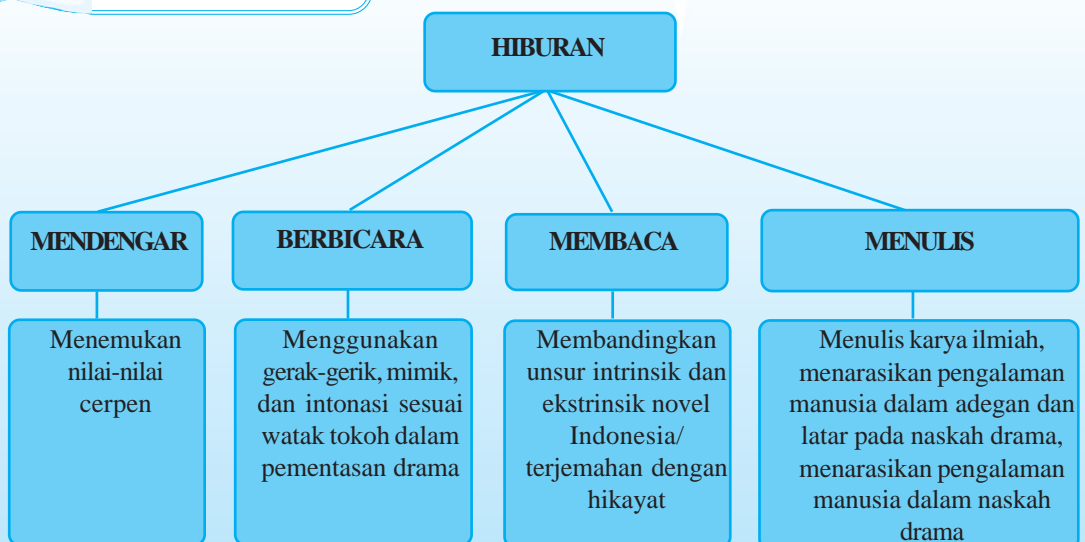 HIBURAN
MENDENGAR
BERBICARA
MEMBACA
MENULIS
Menemukan
nilai-nilai
cerpen
Menggunakan
gerak-gerik, mimik,
dan intonasi sesuai
watak tokoh dalam
pementasan drama
Membandingkan
unsur intrinsik dan
ekstrinsik novel
Indonesia/
terjemahan dengan
hikayat
Menulis karya ilmiah,
menarasikan pengalaman
manusia dalam adegan dan
latar pada naskah drama,
menarasikan pengalaman
manusia dalam naskah
drama